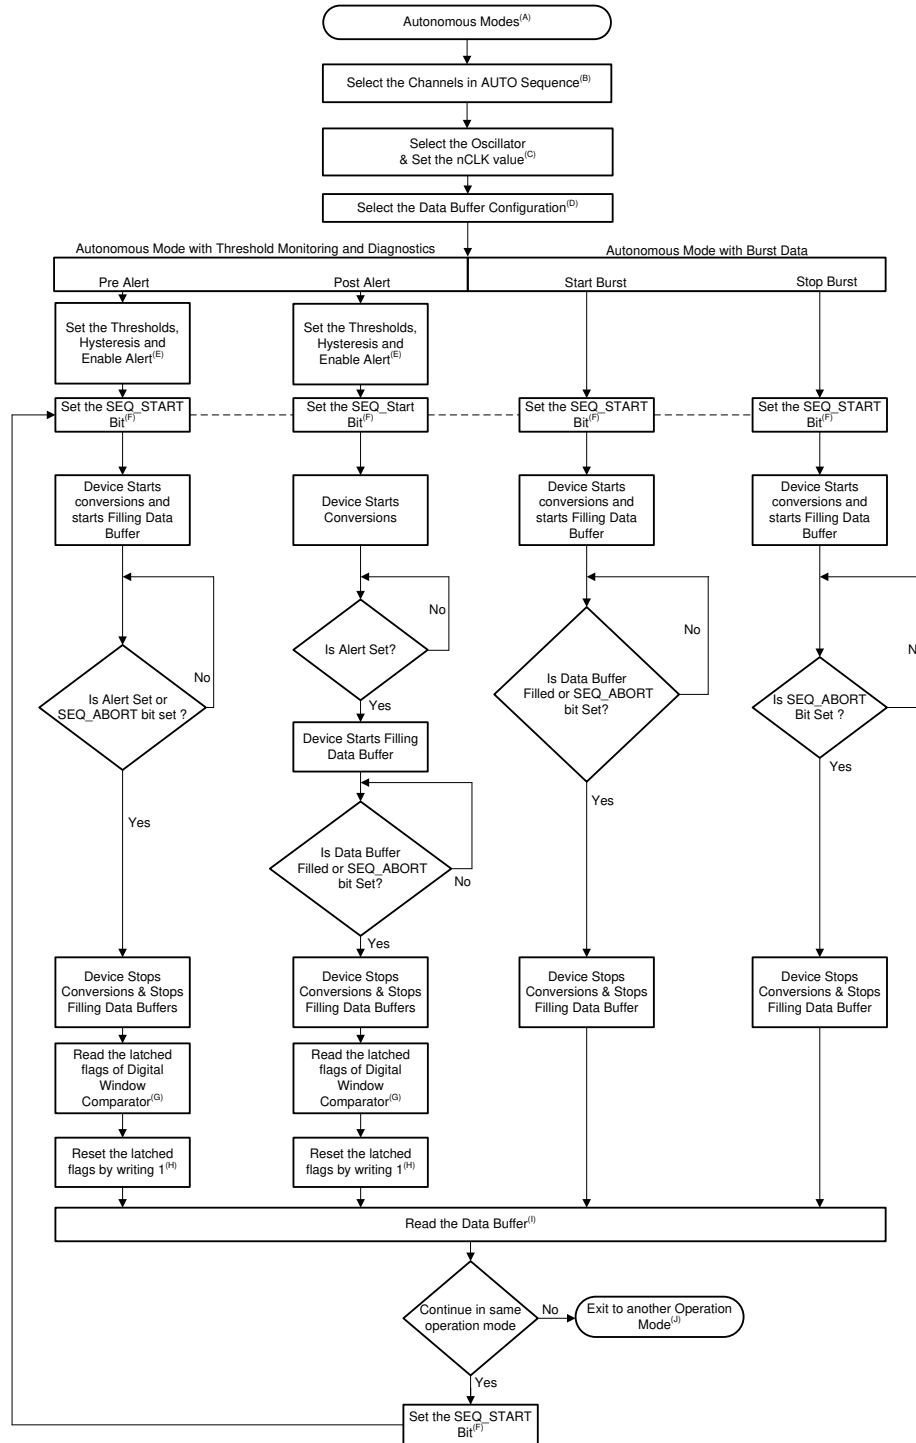 Autonomous Modes(A)
Select the Channels in AUTO Sequence(B)
Select the Oscillator
& Set the nCLK value(C)
Select the Data Buffer Configuration(D)
Autonomous Mode with Threshold Monitoring and Diagnostics
Autonomous Mode with Burst Data
Pre Alert
Post Alert
Start Burst
Stop Burst
Set the Thresholds,
Hysteresis and
Enable Alert(E)
Set the Thresholds,
Hysteresis and
Enable Alert(E)
Set the SEQ_START
Bit(F)
Set the SEQ_Start
Bit(F)
Set the SEQ_START
Bit(F)
Set the SEQ_START
Bit(F)
Device Starts
conversions and
starts Filling Data
Buffer
Device Starts
Conversions
Device Starts
conversions and
starts Filling Data
Buffer
Device Starts
conversions and
starts Filling Data
Buffer
No
Is Alert Set or
SEQ_ABORT bit set ?
Yes
No
Is Alert Set?
Yes
Device Starts Filling
Data Buffer
Is Data Buffer
Filled or SEQ_ABORT
bit Set?
No
Yes
No
Is Data Buffer
Filled or SEQ_ABORT
bit Set?
Yes
Is SEQ_ABORT
Bit Set ?
Yes
Device Stops
Conversions & Stops
Filling Data Buffers
Device Stops
Conversions & Stops
Filling Data Buffers
Device Stops
Conversions & Stops
Filling Data Buffer
Device Stops
Conversions & Stops
Filling Data Buffer
Read the latched
flags of Digital
Window
Comparator(G)
Read the latched
flags of Digital
Window
Comparator(G)
Reset the latched
flags by writing 1(H)
Reset the latched
flags by writing 1(H)
Read the Data Buffer(I)
Continue in same
operation mode
No
Exit to another Operation
Mode(J)
Yes
Set the SEQ_START
Bit(F)